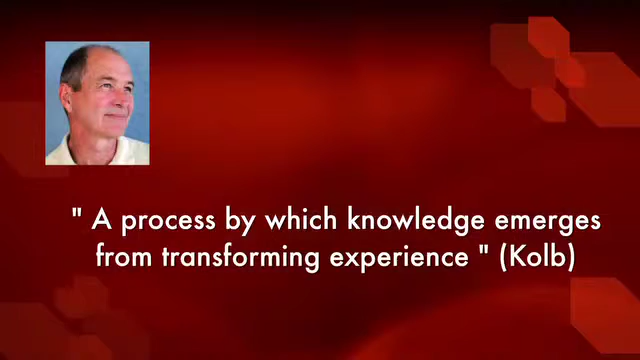 " A process by which knowledge emerges
from transforming experience " (Kolb)